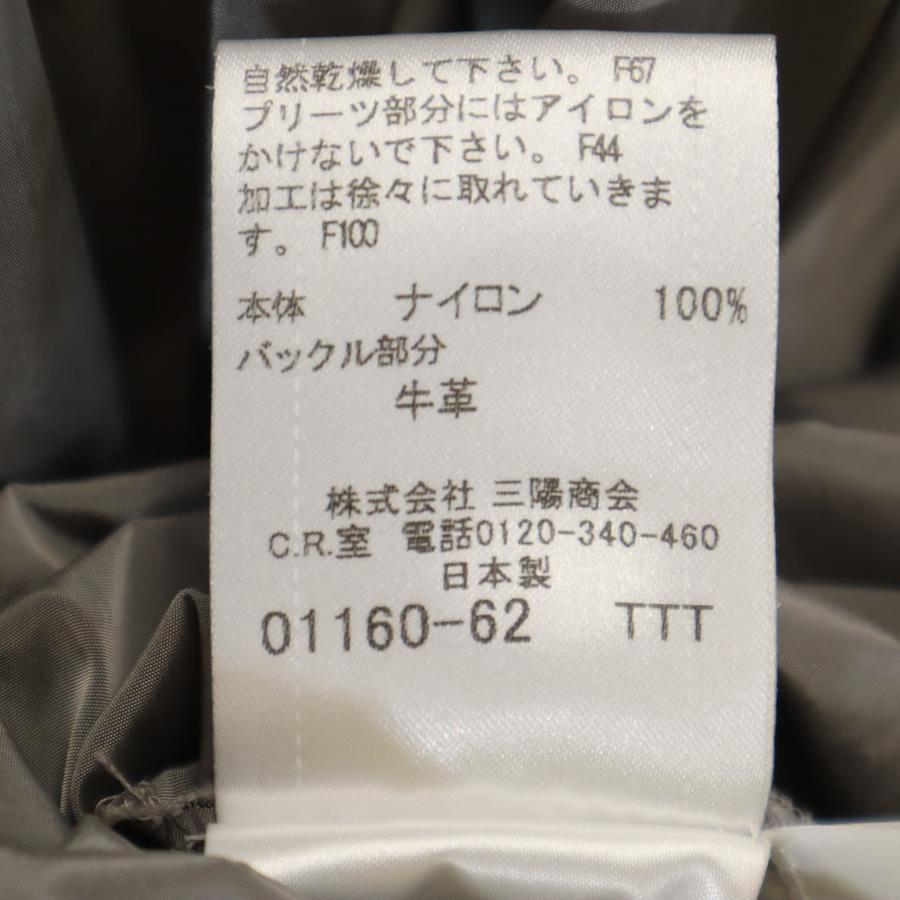 自然乾燥して下さい。 F67
プリーツ部分にはアイロンを
かけないで下さい。 F44
加工は徐々に取れていきま
す。 F100
本体 ナイロン 100%
バックル部分
牛革
株式会社 三陽商会
C.R.室 電話0120-340-460
日本製
01160-62 TTT